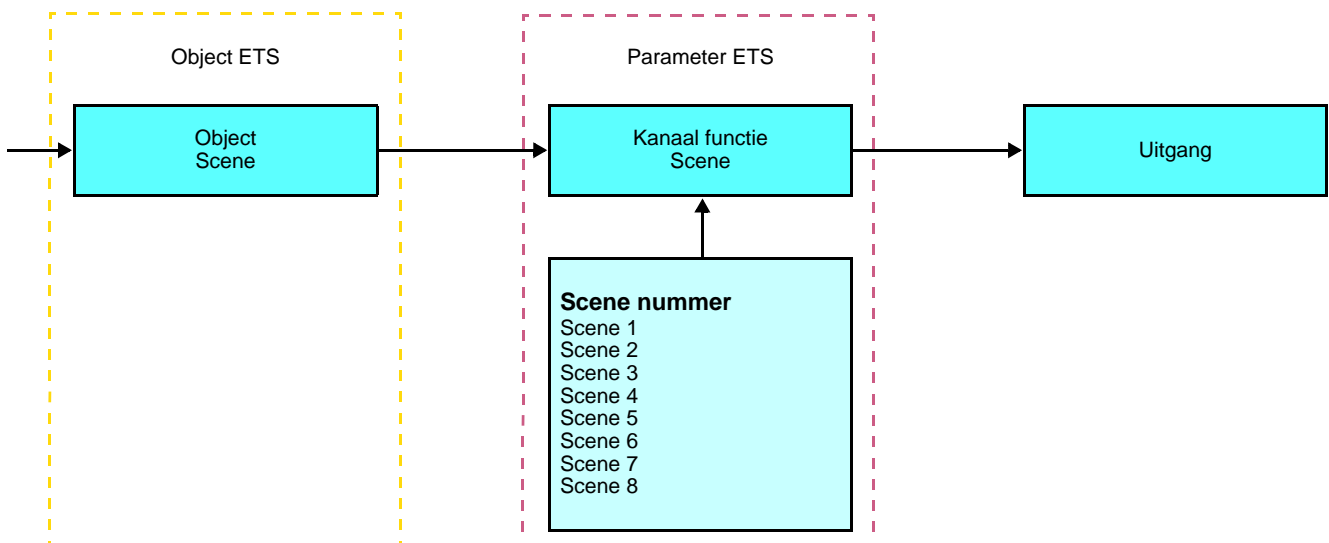 Object ETS
Parameter ETS
Object
Scene
Kanaal functie
Scene
Uitgang
Scene nummer
Scene 1
Scene 2
Scene 3
Scene 4
Scene 5
Scene 6
Scene 7
Scene 8